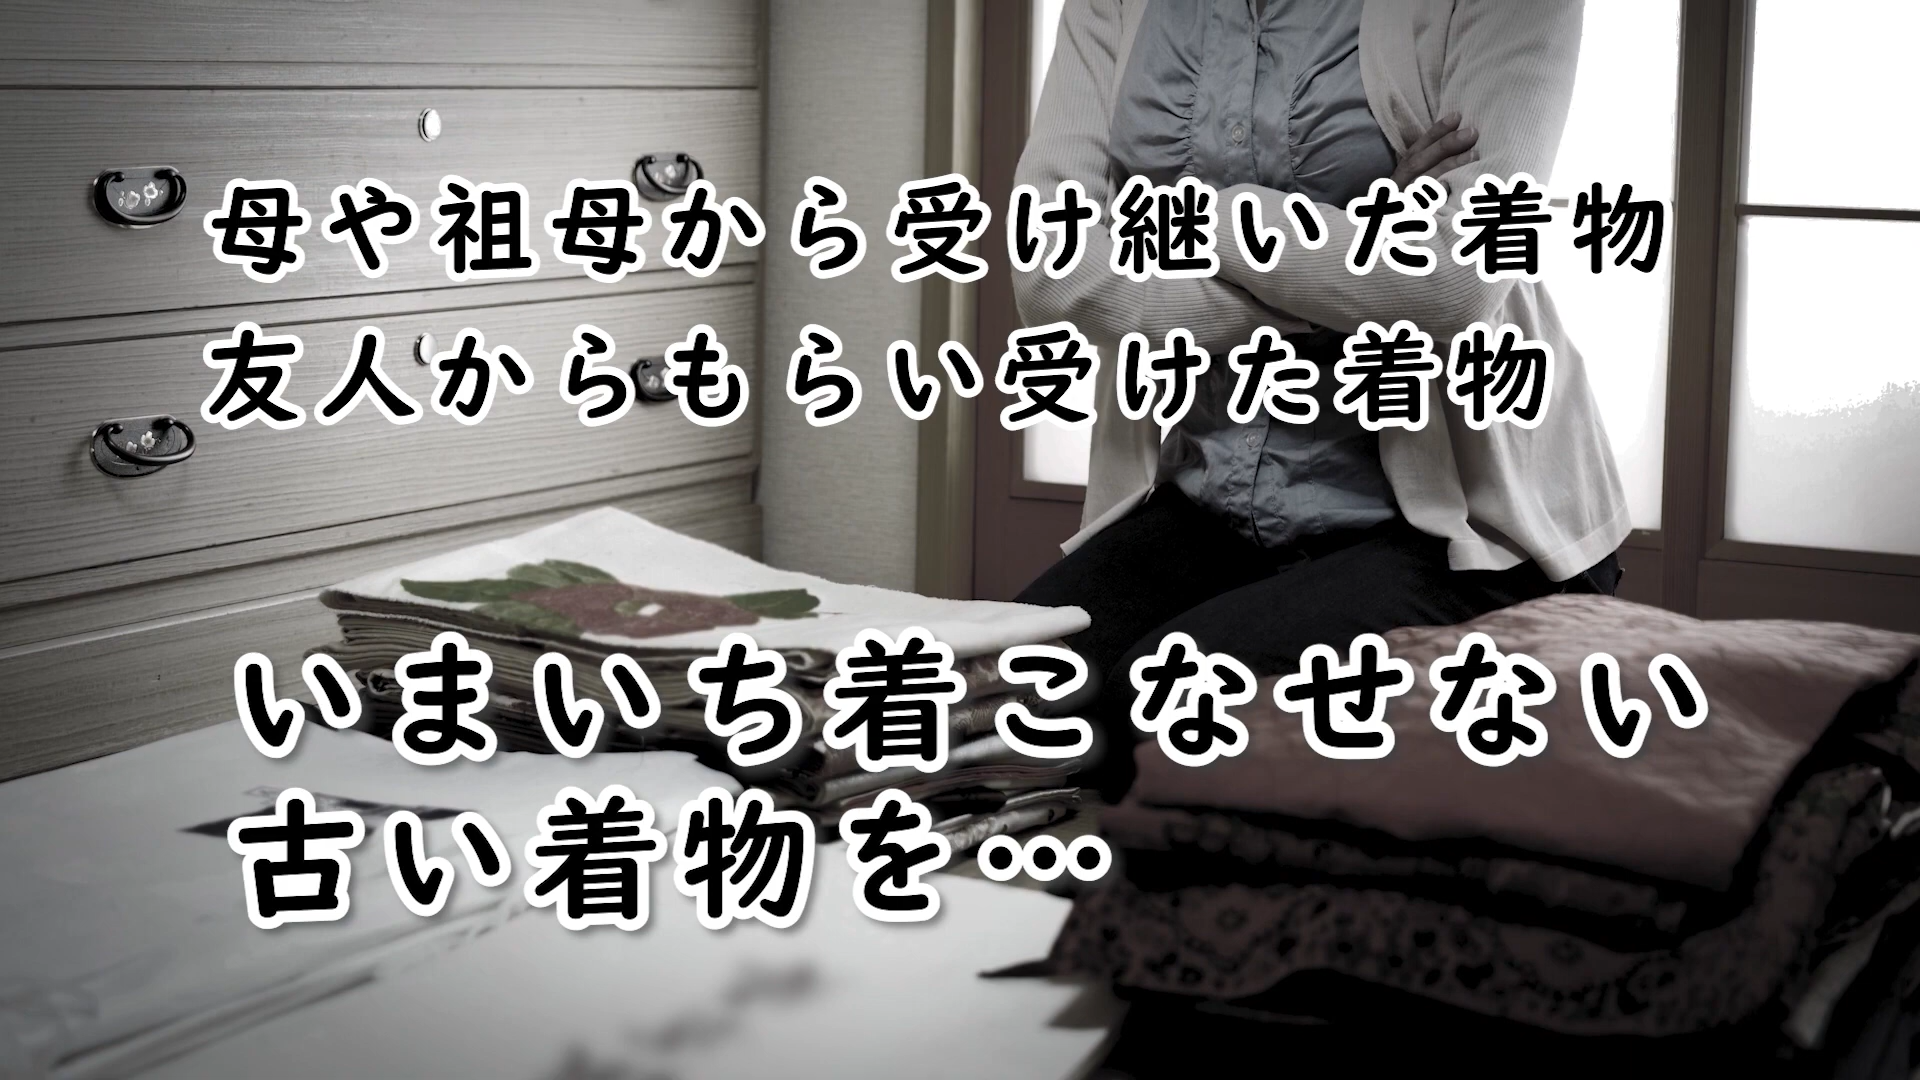 母や祖母から受け継いだ着物
友人からもらい受けた着物
いまいち着こなせない
古い着物を…